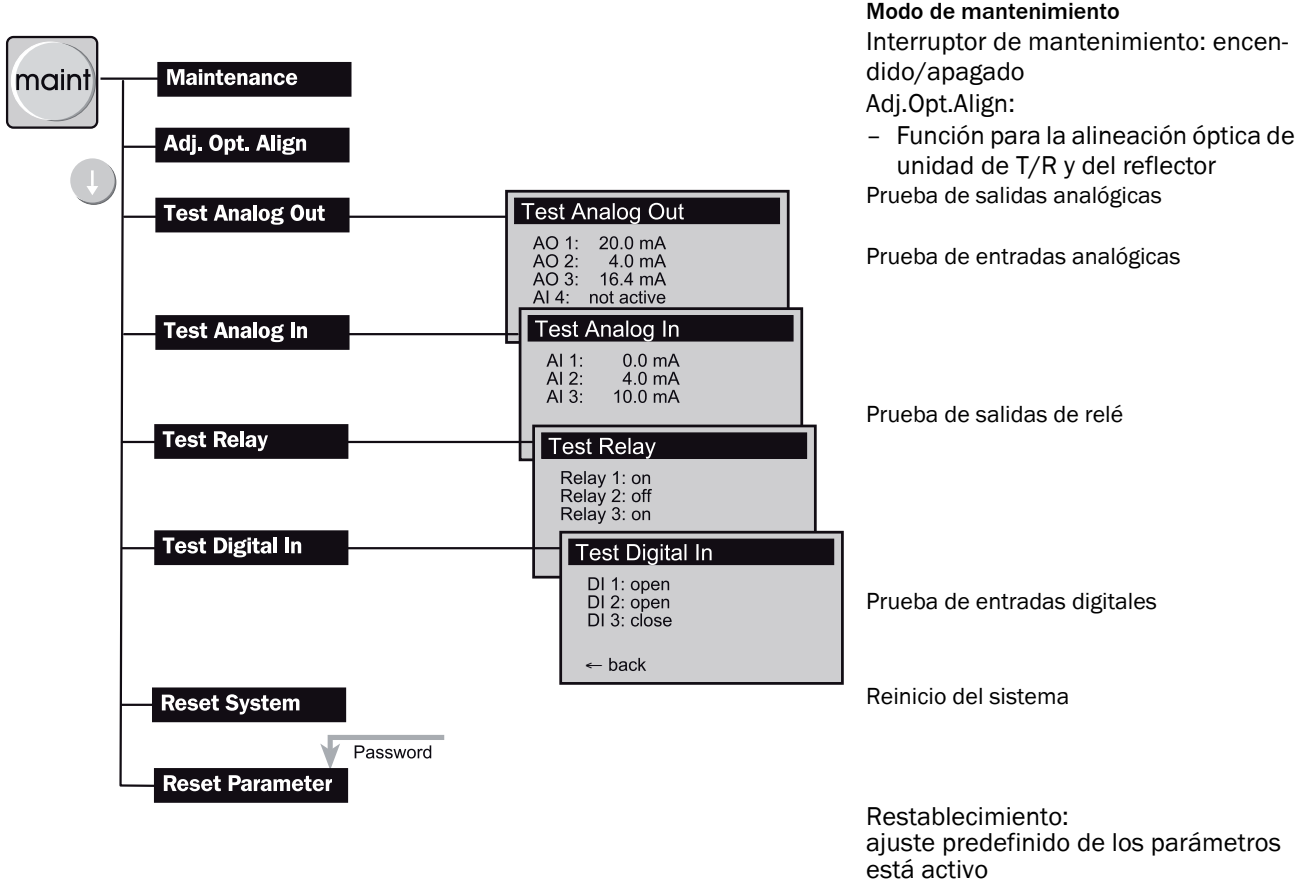 maint
Maintenance
Adj. Opt. Align
Test Analog Out
Test Analog In
Test Relay
Test Digital In
Reset System
Password
Reset Parameter
Test Analog Out
AO 1: 20.0 mA
AO 2: 4.0 mA
AO 3: 16.4 mA
AI 4: not active
Test Analog In
AI 1: 0.0 mA
AI 2: 4.0 mA
AI 3: 10.0 mA
Test Relay
Relay 1: on
Relay 2: off
Relay 3: on
Test Digital In
DI 1: open
DI 2: open
DI 3: close
← back
Modo de mantenimiento
Interruptor de mantenimiento: encen-
dido/apagado
Adj.Opt.Align:
– Función para la alineación óptica de
unidad de T/R y del reflector
Prueba de salidas analógicas
Prueba de entradas analógicas
Prueba de salidas de relé
Prueba de entradas digitales
Reinicio del sistema
Restablecimiento:
ajuste predefinido de los parámetros
está activo